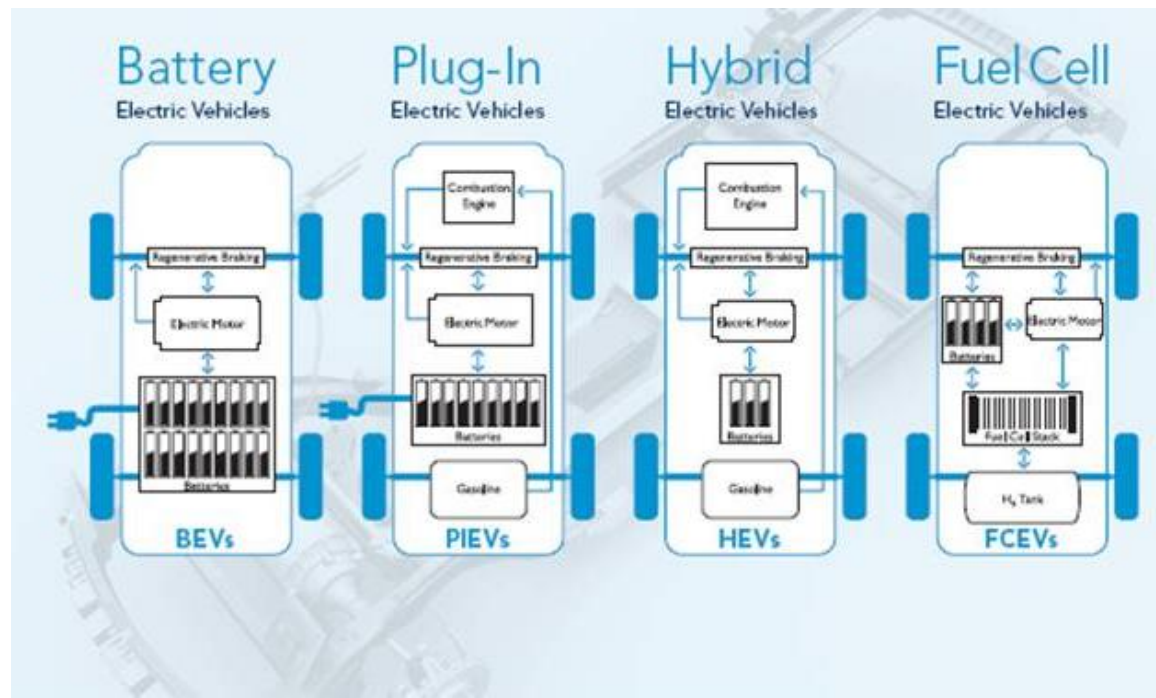 Battery
Electric Vehicles
Regenerative Braking
Electric Motor
Batteries
BEVs
Plug-In
Electric Vehicles
Combustion
Engine
Regenerative Braking
Electric Motor
Batteries
Gasoline
PIEVs
Hybrid
Electric Vehicles
Combustion
Engine
Regenerative Braking
Electric Motor
Batteries
Gasoline
HEVs
Fuel Cell
Electric Vehicles
Regenerative Braking
Electric Motor
Batteries
Fuel Cell Stack
H₂ Tank
FCEVs